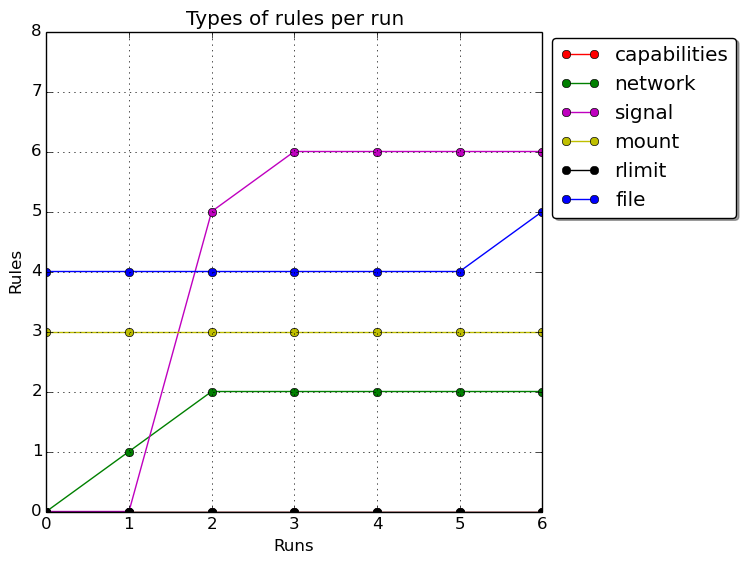 Types of rules per run
8
7
6
5
4
3
2
1
0
Rules
0 1 2 3 4 5 6
Runs
capabilities
network
signal
mount
rlimit
file